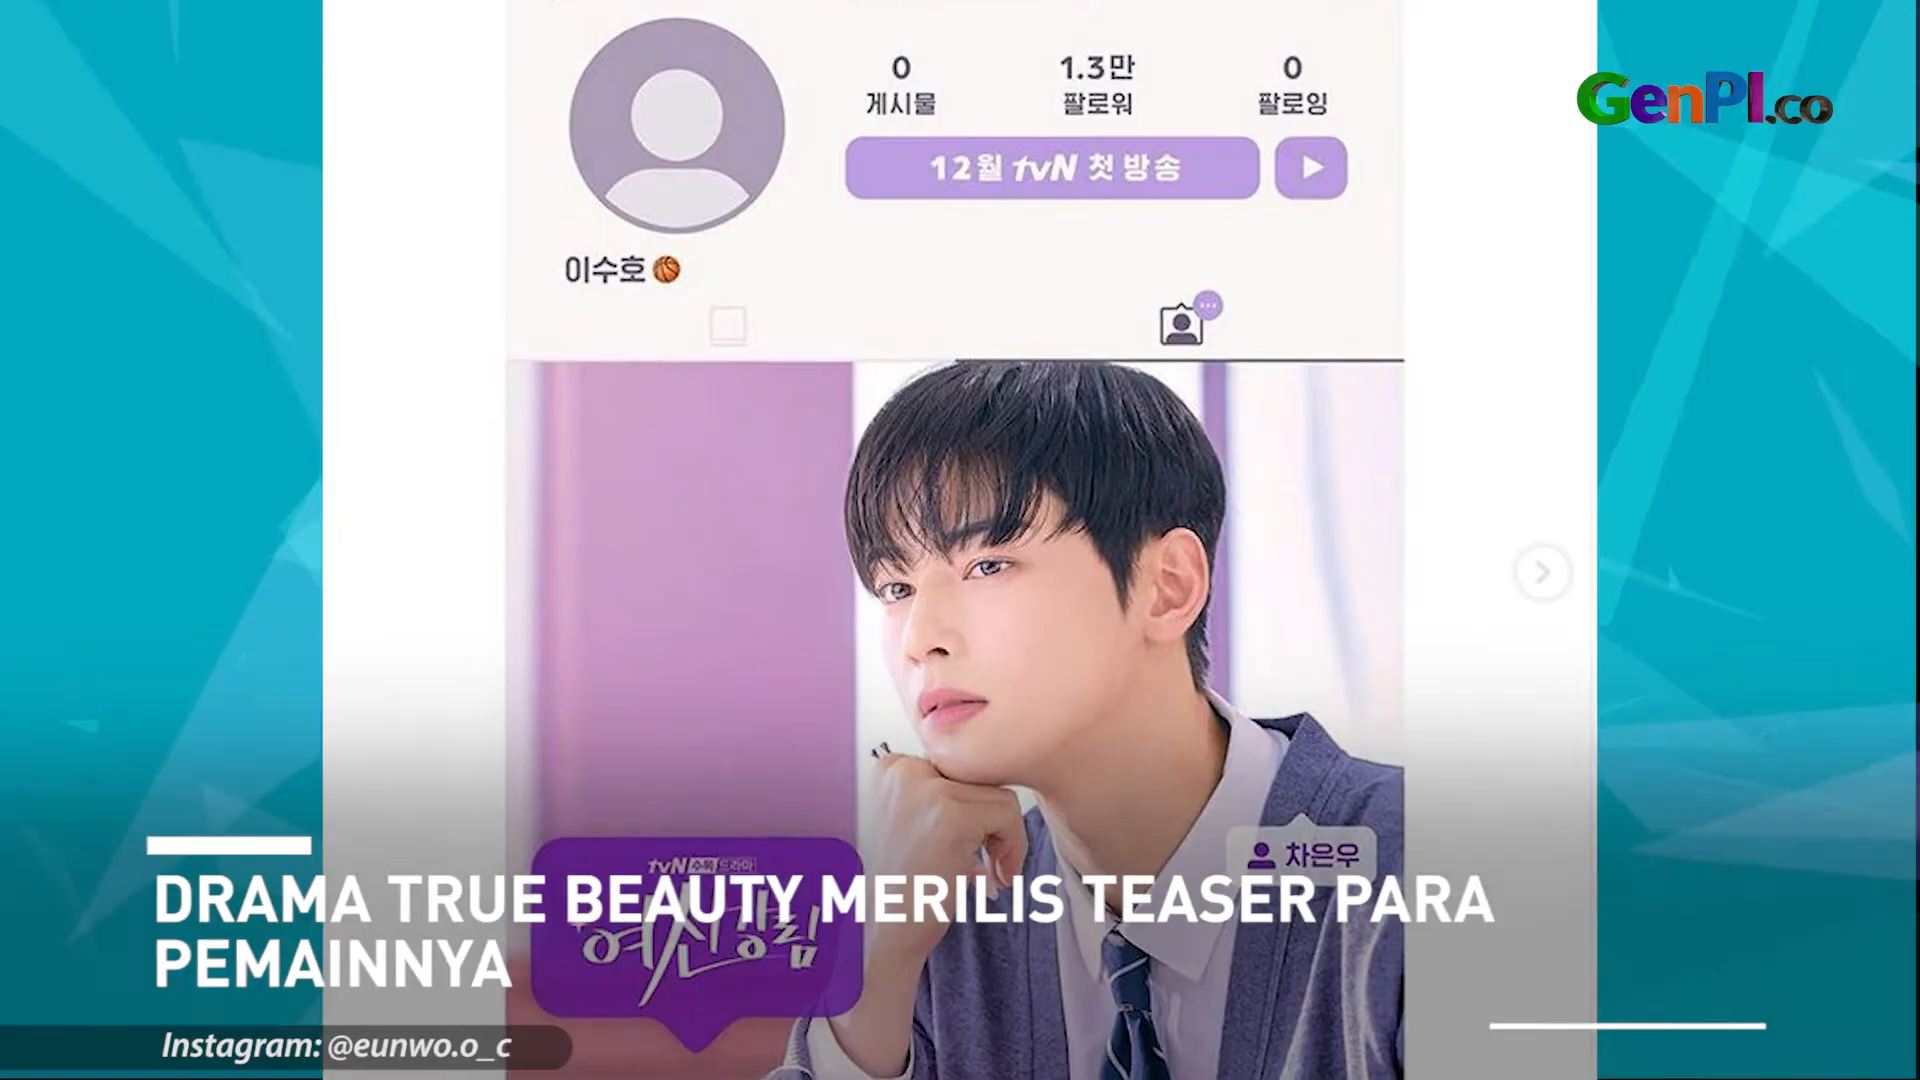 0 1.3만 0
게시물 팔로워 팔로잉
GenPI.co
12월 tvN 첫 방송
이수호
차은우
tvN 수목 드라마
여신강림
DRAMA TRUE BEAUTY MERILIS TEASER PARA
PEMAINNYA
Instagram: @eunwo.o_c